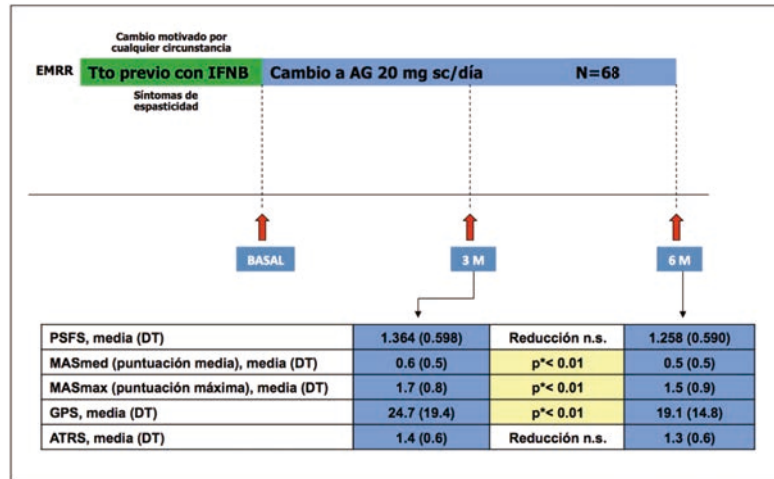 Cambio motivado por
cualquier circunstancia
EMRR Tto previo con IFNB Cambio a AG 20 mg sc/día N=68
Síntomas de
espasticidad
BASAL 3 M 6 M
PSFS, media (DT) 1.364 (0.598) Reducción n.s. 1.258 (0.590)
MASmed (puntuación media), media (DT) 0.6 (0.5) p*< 0.01 0.5 (0.5)
MASmax (puntuación máxima), media (DT) 1.7 (0.8) p*< 0.01 1.5 (0.9)
GPS, media (DT) 24.7 (19.4) p*< 0.01 19.1 (14.8)
ATRS, media (DT) 1.4 (0.6) Reducción n.s. 1.3 (0.6)